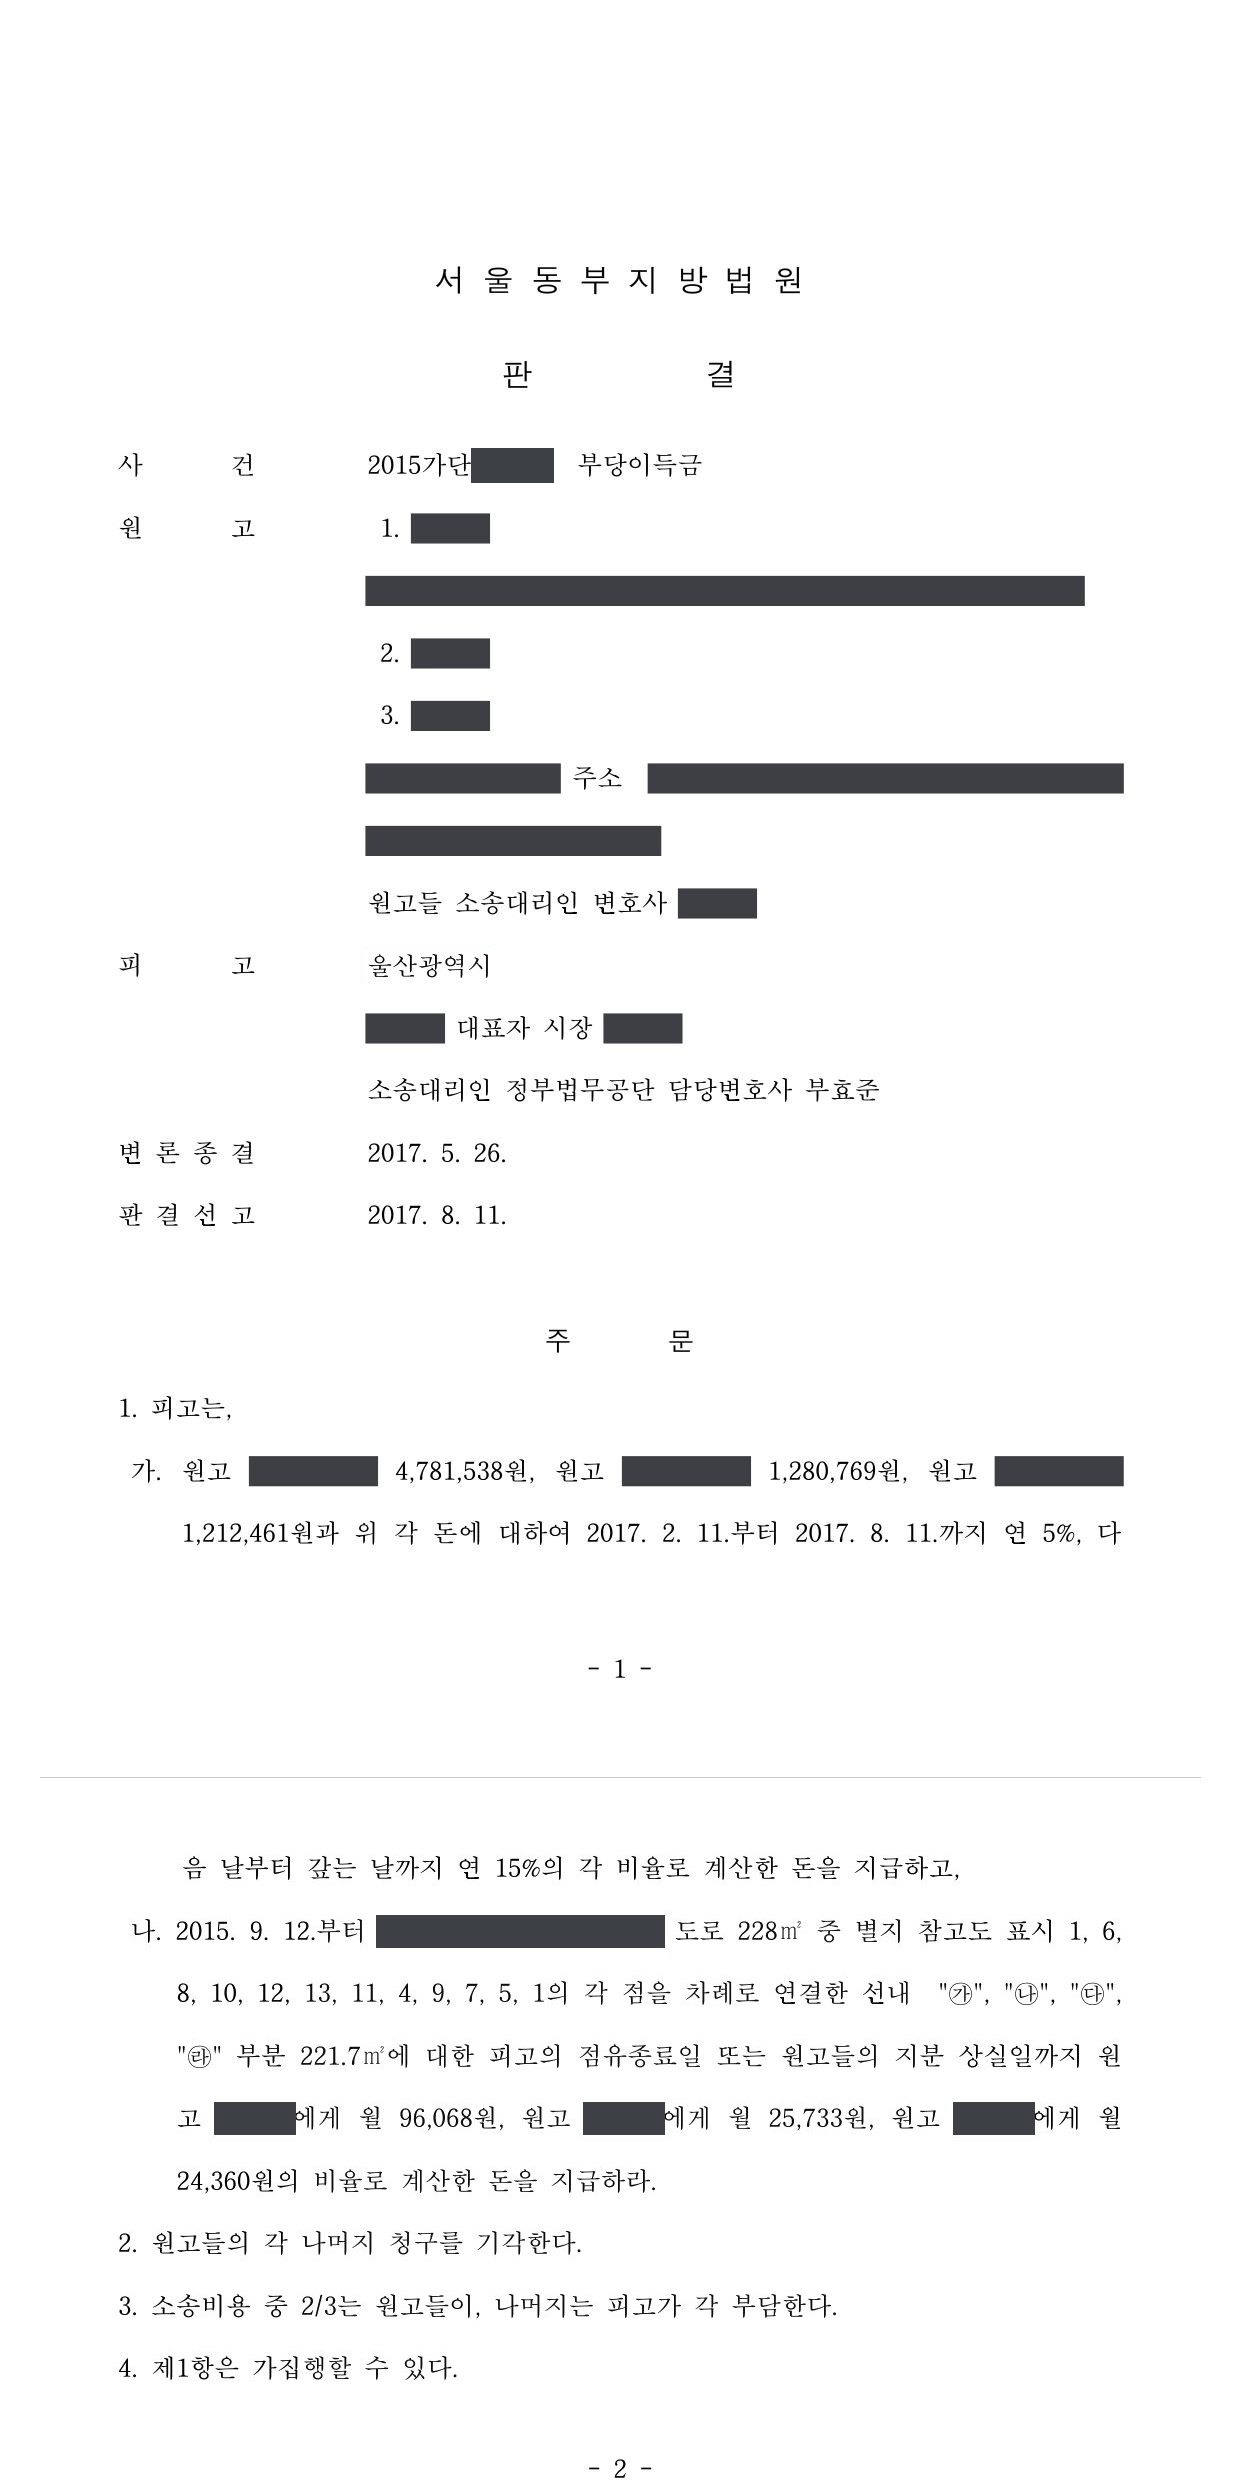 서울동부지방법원
판 결
사 건 2015가단 부당이득금
원 고 1.
2.
3.
주소
원고들 소송대리인 변호사
피 고 울산광역시
대표자 시장
소송대리인 정부법무공단 담당변호사 부효준
변론종결 2017. 5. 26.
판결선고 2017. 8. 11.
주 문
1. 피고는,
가. 원고 4,781,538원, 원고 1,280,769원, 원고
1,212,461원과 위 각 돈에 대하여 2017. 2. 11.부터 2017. 8. 11.까지 연 5%, 다
- 1 -
음 날부터 갚는 날까지 연 15%의 각 비율로 계산한 돈을 지급하고,
나. 2015. 9. 12.부터 도로 228㎡ 중 별지 참고도 표시 1, 6,
8, 10, 12, 13, 11, 4, 9, 7, 5, 1의 각 점을 차례로 연결한 선내 "㉮", "㉯", "㉰",
"㉱" 부분 221.7㎡에 대한 피고의 점유종료일 또는 원고들의 지분 상실일까지 원
고 에게 월 96,068원, 원고 에게 월 25,733원, 원고 에게 월
24,360원의 비율로 계산한 돈을 지급하라.
2. 원고들의 각 나머지 청구를 기각한다.
3. 소송비용 중 2/3는 원고들이, 나머지는 피고가 각 부담한다.
4. 제1항은 가집행할 수 있다.
- 2 -